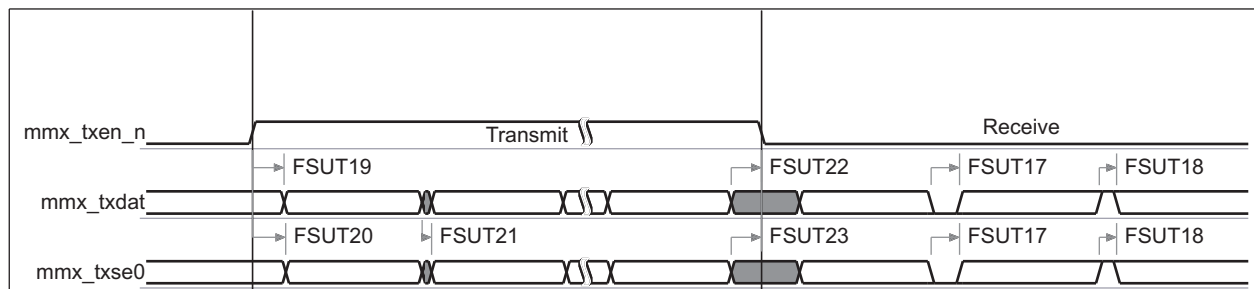 mmx_txen_n Transmit Receive
FSUT19 FSUT22 FSUT17 FSUT18
mmx_txdat
FSUT20 FSUT21 FSUT23 FSUT17 FSUT18
mmx_txse0